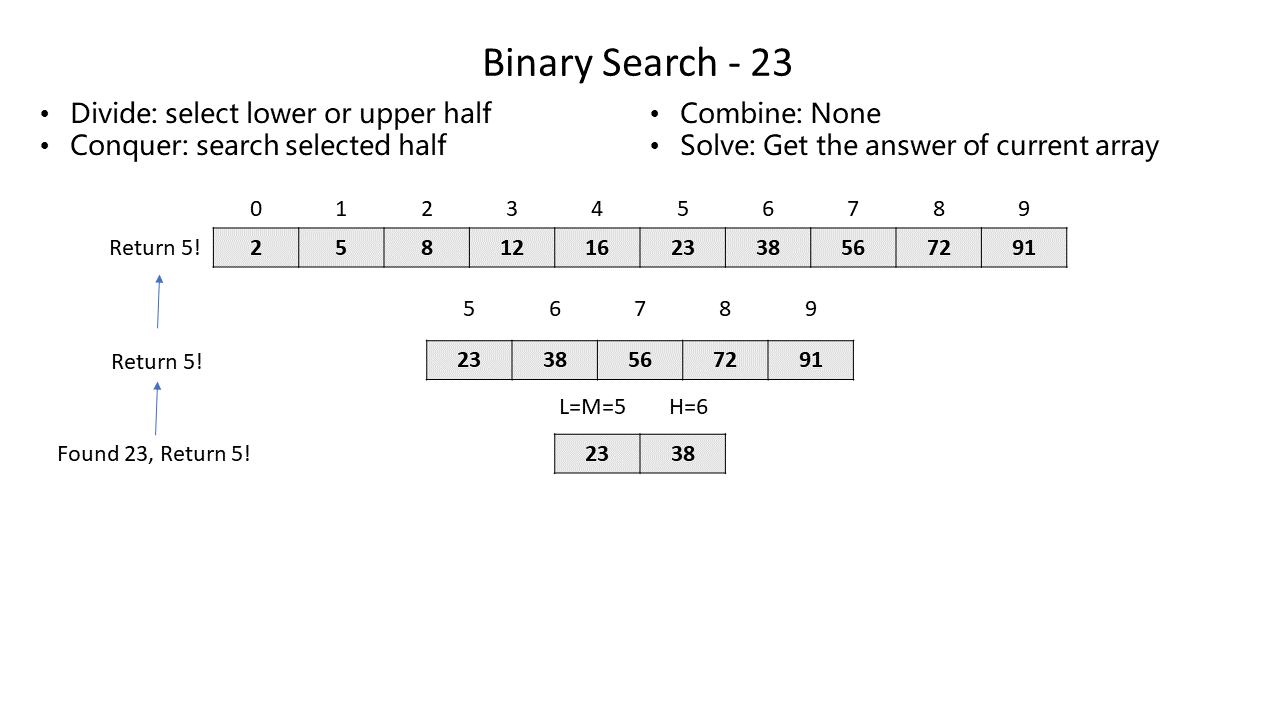 Binary Search - 23
• Divide: select lower or upper half
• Conquer: search selected half
• Combine: None
• Solve: Get the answer of current array
0 1 2 3 4 5 6 7 8 9
Return 5! 2 5 8 12 16 23 38 56 72 91
5 6 7 8 9
Return 5! 23 38 56 72 91
L=M=5 H=6
Found 23, Return 5! 23 38